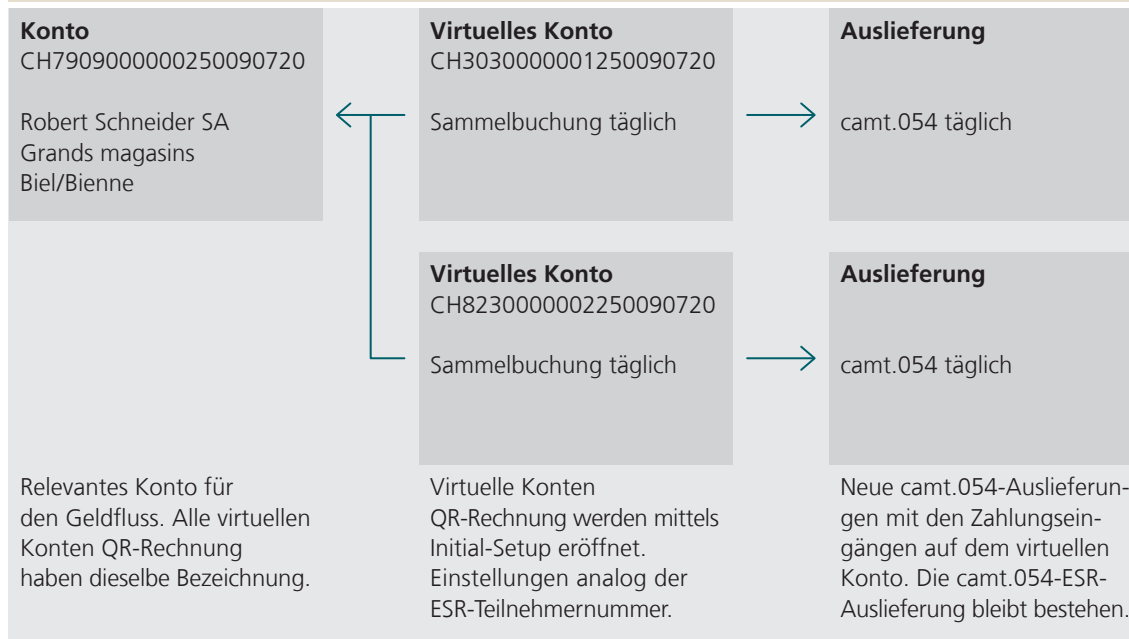 Konto
CH7909000000250090720
Robert Schneider SA
Grands magasins
Biel/Bienne
Virtuelles Konto
CH3030000001250090720
Sammelbuchung täglich
Auslieferung
camt.054 täglich
Virtuelles Konto
CH8230000002250090720
Sammelbuchung täglich
Auslieferung
camt.054 täglich
Relevantes Konto für
den Geldfluss. Alle virtuellen
Konten QR-Rechnung
haben dieselbe Bezeichnung.
Virtuelle Konten
QR-Rechnung werden mittels
Initial-Setup eröffnet.
Einstellungen analog der
ESR-Teilnehmernummer.
Neue camt.054-Auslieferun-
gen mit den Zahlungsein-
gängen auf dem virtuellen
Konto. Die camt.054-ESR-
Auslieferung bleibt bestehen.